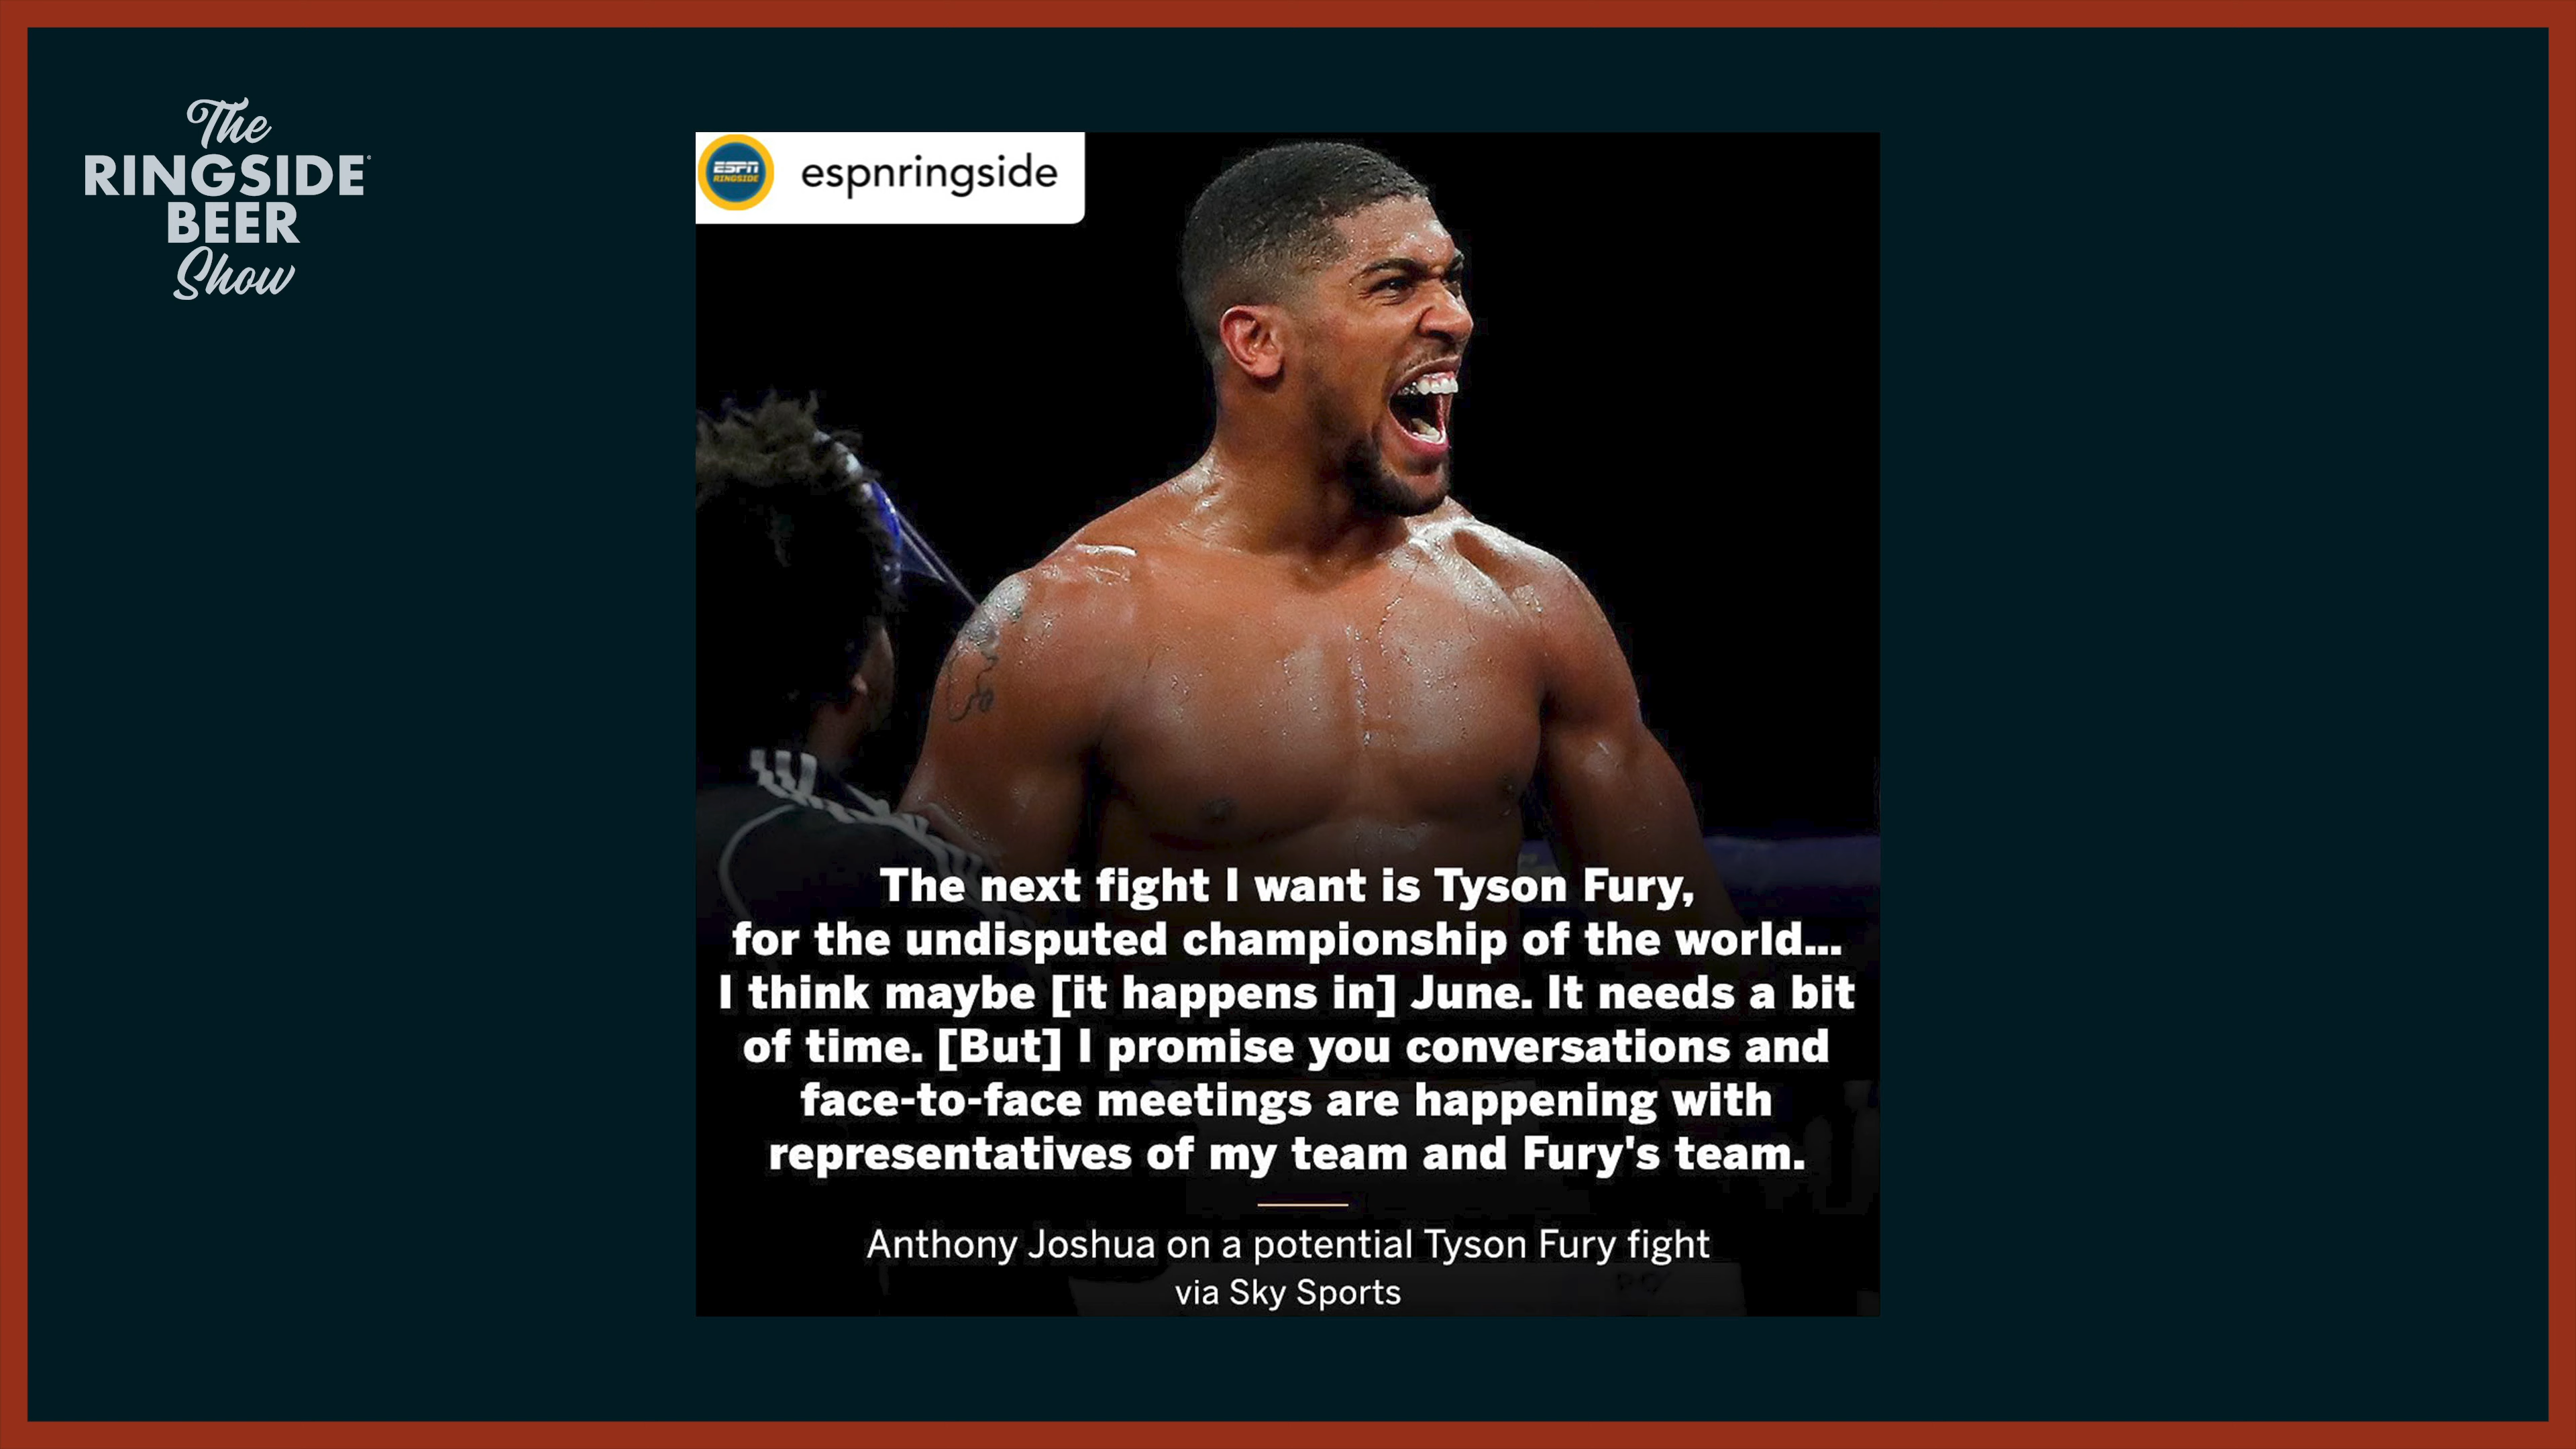 The
RINGSIDE
BEER
Show
ESPN
RINGSIDE
espnringside
The next fight I want is Tyson Fury,
for the undisputed championship of the world...
I think maybe [it happens in] June. It needs a bit
of time. [But] I promise you conversations and
face-to-face meetings are happening with
representatives of my team and Fury's team.
Anthony Joshua on a potential Tyson Fury fight
via Sky Sports